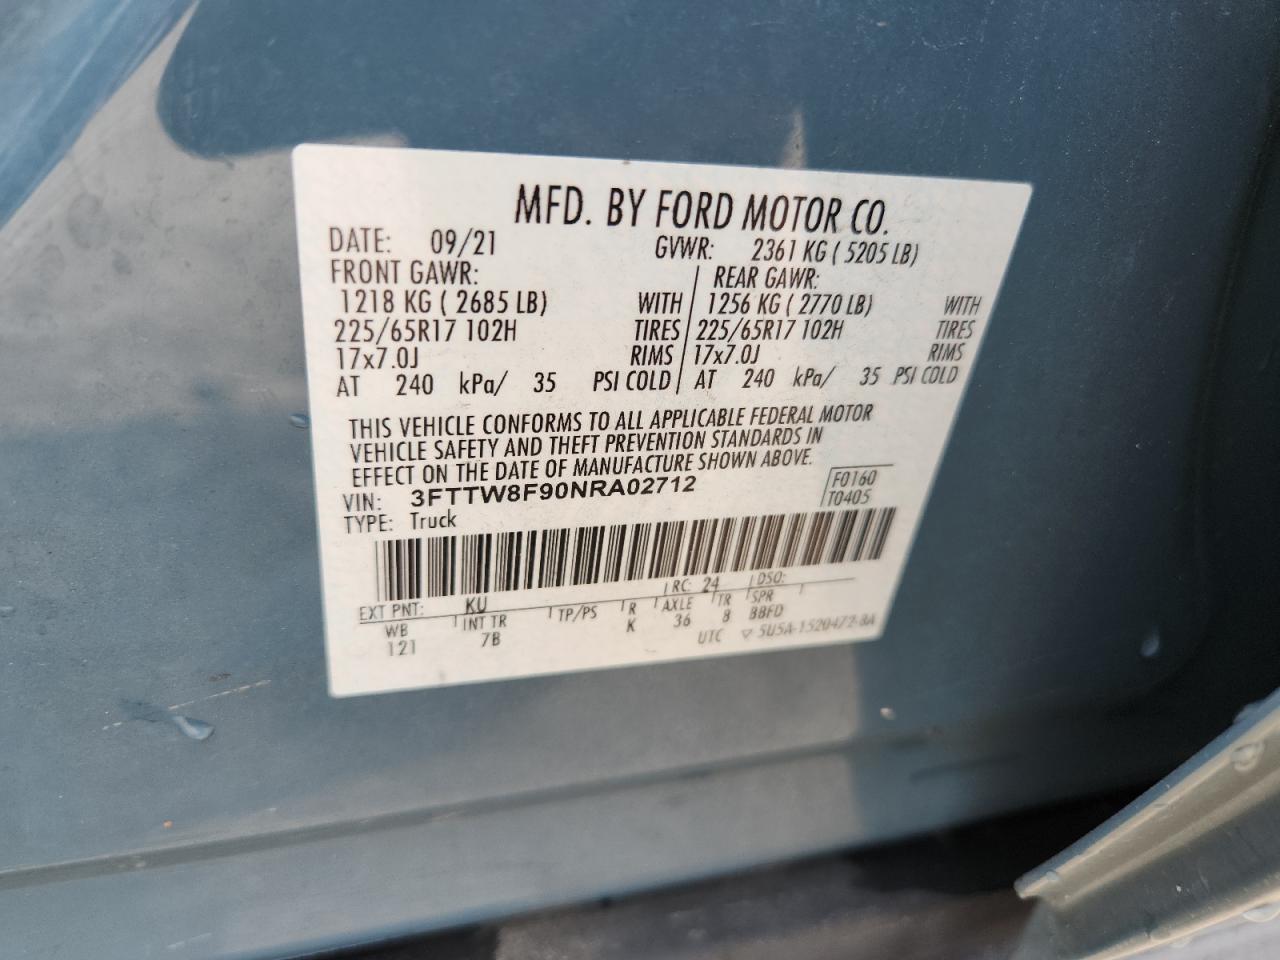 MFD. BY FORD MOTOR CO.
DATE: 09/21 GVWR: 2361 KG ( 5205 LB)
FRONT GAWR: REAR GAWR:
1218 KG ( 2685 LB) WITH 1256 KG ( 2770 LB) WITH
225/65R17 102H TIRES 225/65R17 102H TIRES
17x7.0J RIMS 17x7.0J RIMS
AT 240 kPa/ 35 PSI COLD AT 240 kPa/ 35 PSI COLD
THIS VEHICLE CONFORMS TO ALL APPLICABLE FEDERAL MOTOR
VEHICLE SAFETY AND THEFT PREVENTION STANDARDS IN
EFFECT ON THE DATE OF MANUFACTURE SHOWN ABOVE.
VIN: 3FTTW8F90NRA02712 F0160
TYPE: Truck T0405
EXT PNT: KU RC: 24 DSO:
WB INT TR TP/PS R AXLE TR SPR
121 7B K 36 8 BBFD
UTC ▽ 5U5A-1520472-BA